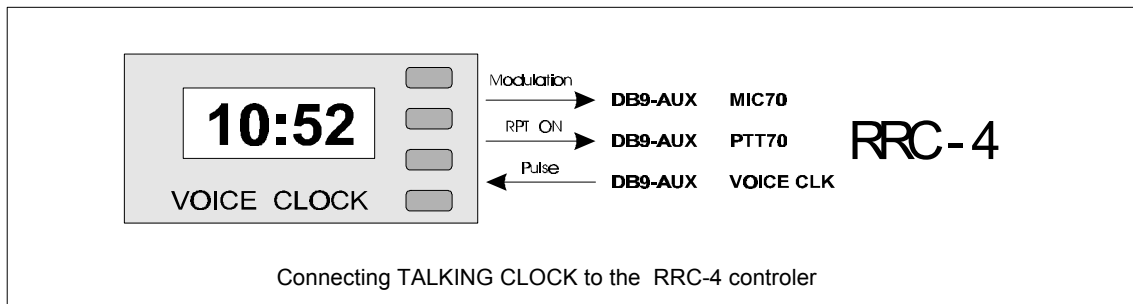 Modulation
DB9-AUX MIC70
10:52
RPT ON
DB9-AUX PTT70
RRC-4
Pulse
DB9-AUX VOICE CLK
VOICE CLOCK
Connecting TALKING CLOCK to the RRC-4 controler